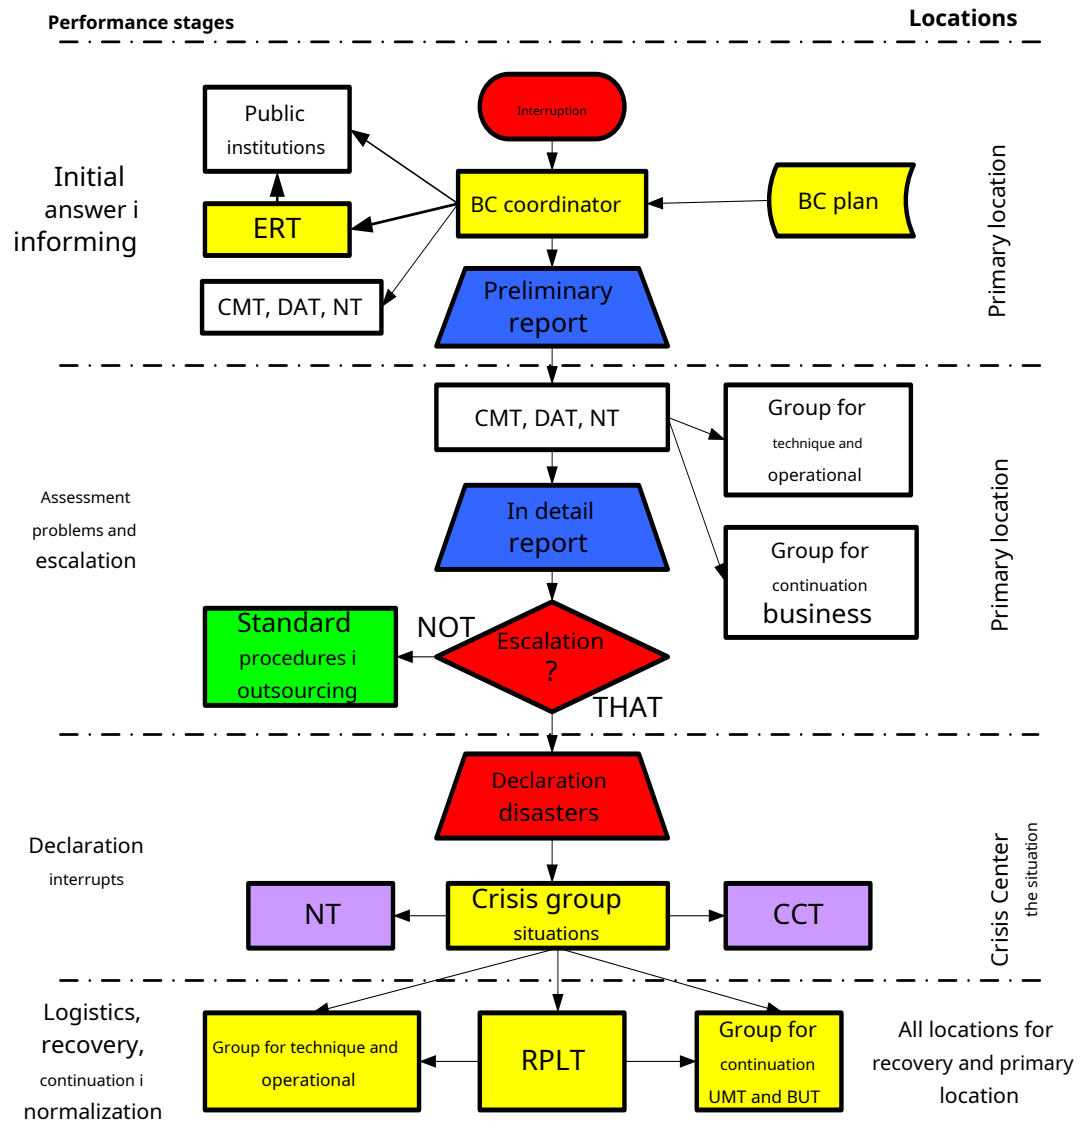 Performance stages
Locations
Interruption
Public
institutions
Initial
answer i
informing
BC coordinator
BC plan
ERT
Primary location
CMT, DAT, NT
Preliminary
report
CMT, DAT, NT
Group for
technique and
operational
Assessment
problems and
escalation
In detail
report
Primary location
Group for
continuation
business
Standard
procedures i
outsourcing
NOT
Escalation
?
THAT
Declaration
disasters
Declaration
interrupts
Crisis Center
the situation
NT
Crisis group
situations
CCT
Logistics,
recovery,
continuation i
normalization
Group for technique and
operational
RPLT
Group for
continuation
UMT and BUT
All locations for
recovery and primary
location